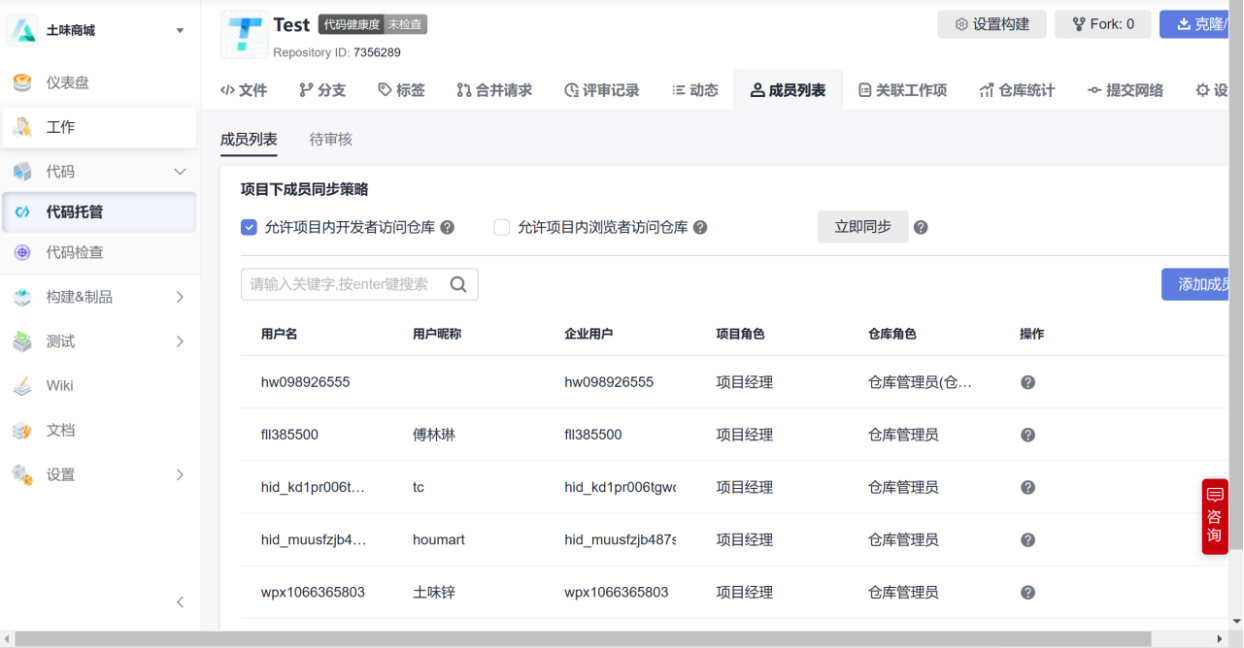 土味商城
仪表盘
工作
代码
代码托管
代码检查
构建&制品
测试
Wiki
文档
设置
Test 代码健康度 未检查
Repository ID: 7356289
设置构建 Fork: 0 克隆/
文件 分支 标签 合并请求 评审记录 动态 成员列表 关联工作项 仓库统计 提交网络 设
成员列表 待审核
项目下成员同步策略
允许项目内开发者访问仓库 允许项目内浏览者访问仓库 立即同步
请输入关键字,按enter键搜索 添加成员
用户名 用户昵称 企业用户 项目角色 仓库角色 操作
hw098926555 hw098926555 项目经理 仓库管理员(仓...
fll385500 傅林琳 fll385500 项目经理 仓库管理员
hid_kd1pr006t... tc hid_kd1pr006tgw 项目经理 仓库管理员
hid_muusfzjb4... houmart hid_muusfzjb487s 项目经理 仓库管理员
wpx1066365803 土味锌 wpx1066365803 项目经理 仓库管理员
咨询